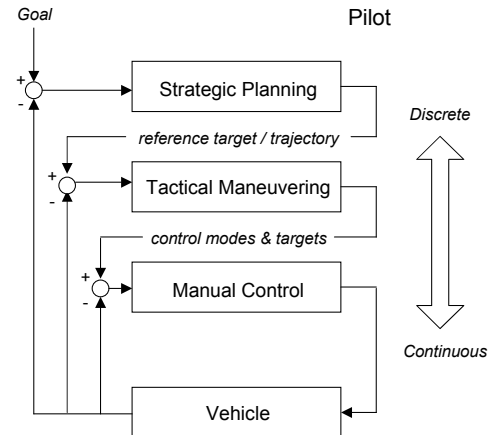 Goal
Pilot
+
-
Strategic Planning
Discrete
reference target / trajectory
+
-
Tactical Maneuvering
control modes & targets
+
-
Manual Control
Continuous
Vehicle